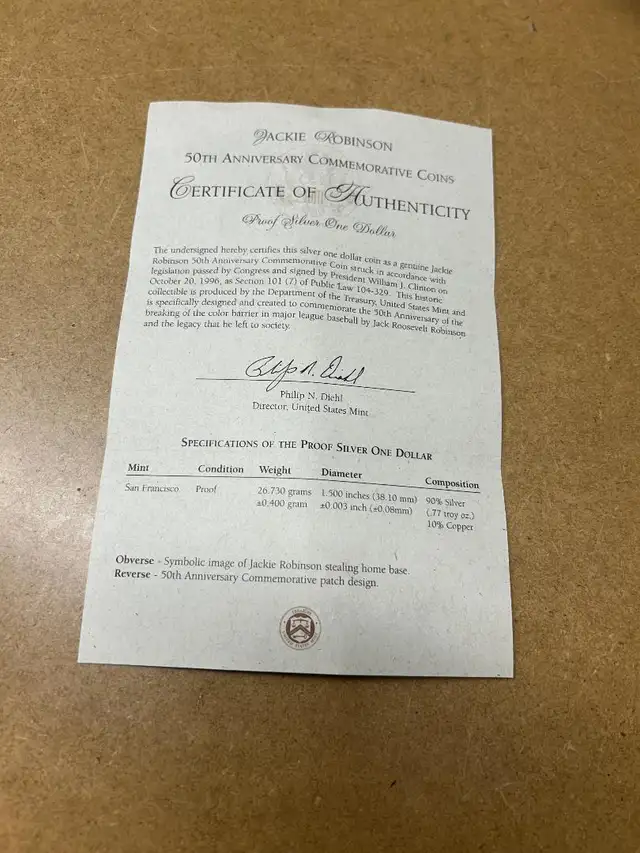 JACKIE ROBINSON
50TH ANNIVERSARY COMMEMORATIVE COINS
CERTIFICATE OF AUTHENTICITY
Proof Silver One Dollar
The undersigned hereby certifies this silver one dollar coin as a genuine Jackie
Robinson 50th Anniversary Commemorative Coin struck in accordance with
legislation passed by Congress and signed by President William J. Clinton on
October 20, 1996, as Section 101 (7) of Public Law 104-329. This historic
collectible is produced by the Department of the Treasury, United States Mint and
is specifically designed and created to commemorate the 50th Anniversary of the
breaking of the color barrier in major league baseball by Jack Roosevelt Robinson
and the legacy that he left to society.
Philip N. Diehl
Philip N. Diehl
Director, United States Mint
SPECIFICATIONS OF THE PROOF SILVER ONE DOLLAR
Mint Condition Weight Diameter Composition
San Francisco Proof 26.730 grams 1.500 inches (38.10 mm) 90% Silver
±0.400 gram ±0.003 inch (±0.08mm) (.77 troy oz.)
10% Copper
Obverse - Symbolic image of Jackie Robinson stealing home base.
Reverse - 50th Anniversary Commemorative patch design.